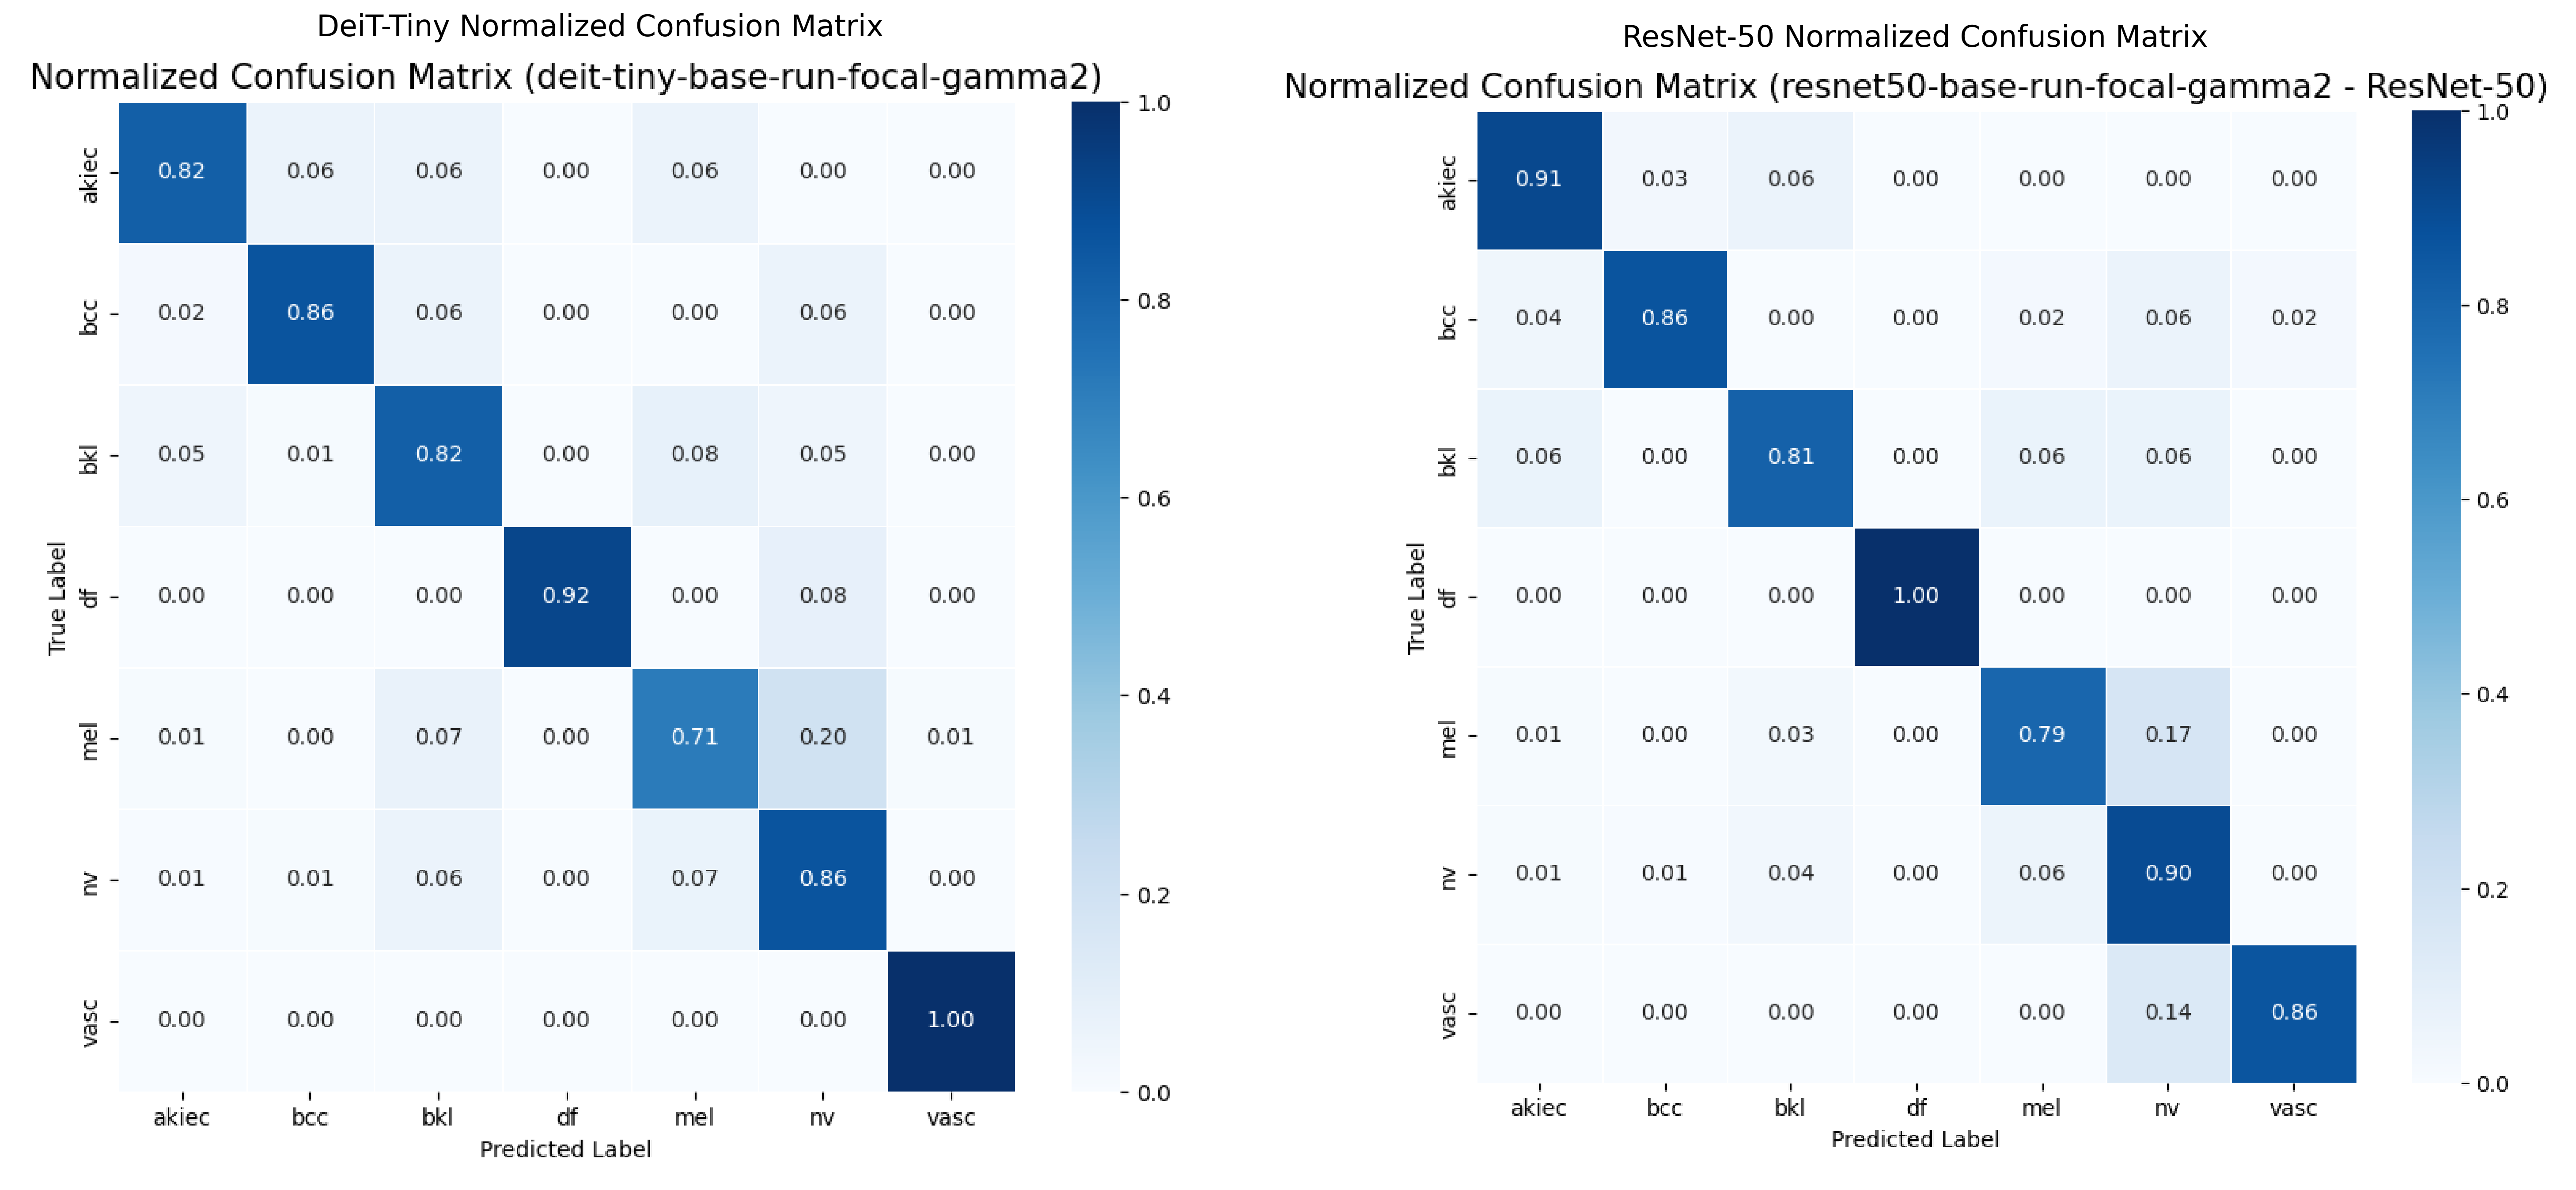 DeiT-Tiny Normalized Confusion Matrix
Normalized Confusion Matrix (deit-tiny-base-run-focal-gamma2)
True Label
akiec 0.82 0.06 0.06 0.00 0.06 0.00 0.00
bcc 0.02 0.86 0.06 0.00 0.00 0.06 0.00
bkl 0.05 0.01 0.82 0.00 0.08 0.05 0.00
df 0.00 0.00 0.00 0.92 0.00 0.08 0.00
mel 0.01 0.00 0.07 0.00 0.71 0.20 0.01
nv 0.01 0.01 0.06 0.00 0.07 0.86 0.00
vasc 0.00 0.00 0.00 0.00 0.00 0.00 1.00
akiec bcc bkl df mel nv vasc
Predicted Label
1.0
0.8
0.6
0.4
0.2
0.0
ResNet-50 Normalized Confusion Matrix
Normalized Confusion Matrix (resnet50-base-run-focal-gamma2 - ResNet-50)
True Label
akiec 0.91 0.03 0.06 0.00 0.00 0.00 0.00
bcc 0.04 0.86 0.00 0.00 0.02 0.06 0.02
bkl 0.06 0.00 0.81 0.00 0.06 0.06 0.00
df 0.00 0.00 0.00 1.00 0.00 0.00 0.00
mel 0.01 0.00 0.03 0.00 0.79 0.17 0.00
nv 0.01 0.01 0.04 0.00 0.06 0.90 0.00
vasc 0.00 0.00 0.00 0.00 0.00 0.14 0.86
akiec bcc bkl df mel nv vasc
Predicted Label
1.0
0.8
0.6
0.4
0.2
0.0